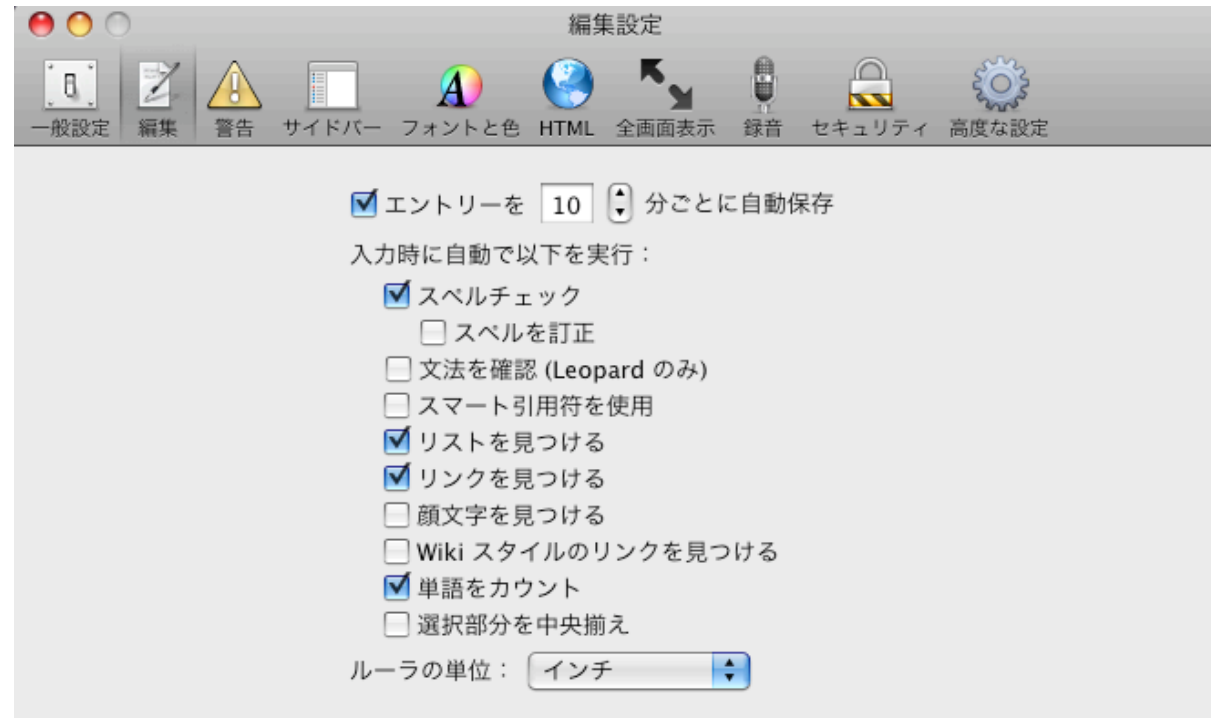 編集設定
一般設定 編集 警告 サイドバー フォントと色 HTML 全画面表示 録音 セキュリティ 高度な設定
エントリーを 10 分ごとに自動保存
入力時に自動で以下を実行：
スペルチェック
スペルを訂正
文法を確認 (Leopard のみ)
スマート引用符を使用
リストを見つける
リンクを見つける
顔文字を見つける
Wiki スタイルのリンクを見つける
単語をカウント
選択部分を中央揃え
ルーラの単位： インチ